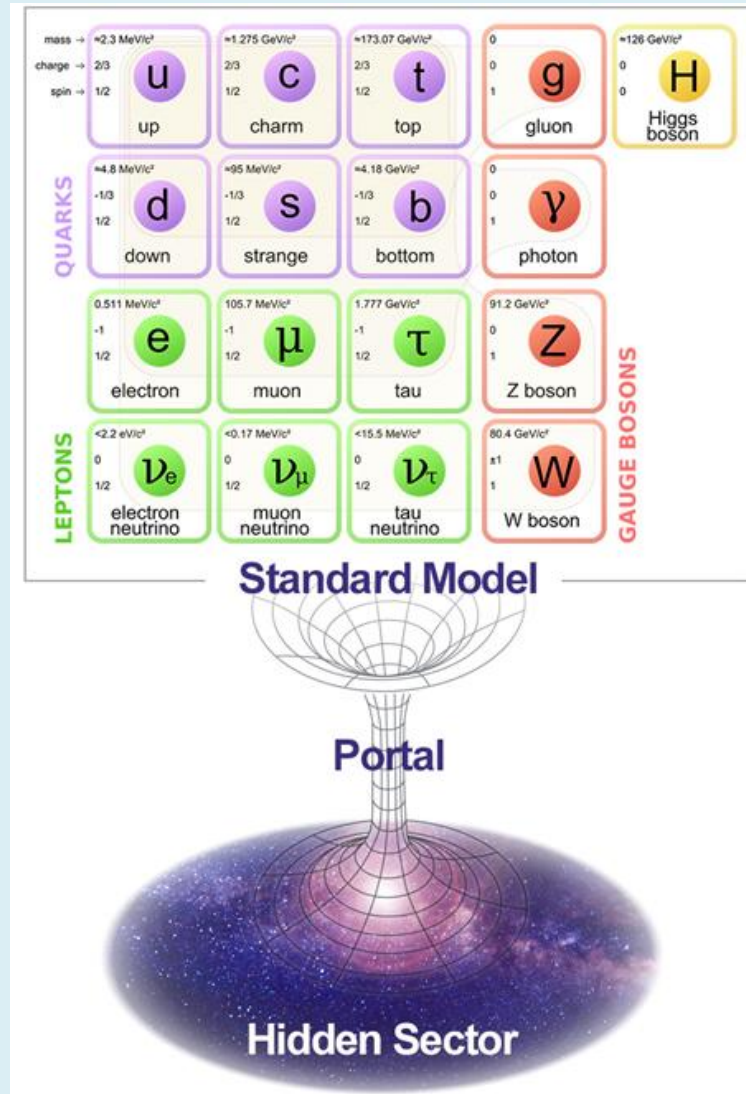 mass →
charge →
spin →
≈2.3 MeV/c²
2/3
1/2
u
up
≈1.275 GeV/c²
2/3
1/2
c
charm
≈173.07 GeV/c²
2/3
1/2
t
top
0
0
1
g
gluon
≈126 GeV/c²
0
0
H
Higgs
boson
QUARKS
≈4.8 MeV/c²
-1/3
1/2
d
down
≈95 MeV/c²
-1/3
1/2
s
strange
≈4.18 GeV/c²
-1/3
1/2
b
bottom
0
0
1
γ
photon
0.511 MeV/c²
-1
1/2
e
electron
105.7 MeV/c²
-1
1/2
μ
muon
1.777 GeV/c²
-1
1/2
τ
tau
91.2 GeV/c²
0
1
Z
Z boson
GAUGE BOSONS
LEPTONS
<2.2 eV/c²
0
1/2
νe
electron
neutrino
<0.17 MeV/c²
0
1/2
νμ
muon
neutrino
<15.5 MeV/c²
0
1/2
ντ
tau
neutrino
80.4 GeV/c²
±1
1
W
W boson
Standard Model
Portal
Hidden Sector